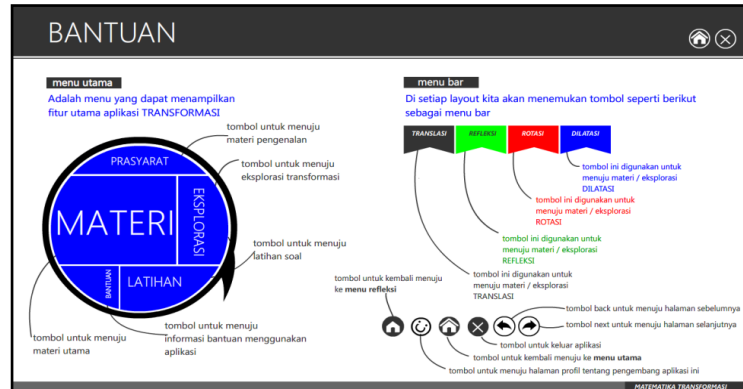 BANTUAN
menu utama
Adalah menu yang dapat menampilkan
fitur utama aplikasi TRANSFORMASI
tombol untuk menuju
materi pengenalan
PRASYARAT
tombol untuk menuju
eksplorasi transformasi
MATERI
EKSPLORASI
tombol untuk menuju
latihan soal
BANTUAN
LATIHAN
tombol untuk menuju
materi utama
tombol untuk menuju
informasi bantuan menggunakan
aplikasi
menu bar
Di setiap layout kita akan menemukan tombol seperti berikut
sebagai menu bar
TRANSLASI
REFLEKSI
ROTASI
DILATASI
tombol ini digunakan untuk
menuju materi / eksplorasi
DILATASI
tombol ini digunakan untuk
menuju materi / eksplorasi
ROTASI
tombol ini digunakan untuk
menuju materi / eksplorasi
REFLEKSI
tombol ini digunakan untuk
menuju materi / eksplorasi
TRANSLASI
tombol untuk kembali menuju
ke menu refleksi
tombol back untuk menuju halaman sebelumnya
tombol next untuk menuju halaman selanjutnya
tombol untuk keluar aplikasi
tombol untuk kembali menuju ke menu utama
tombol untuk menuju halaman profil tentang pengembang aplikasi ini
MATEMATIKA TRANSFORMASI